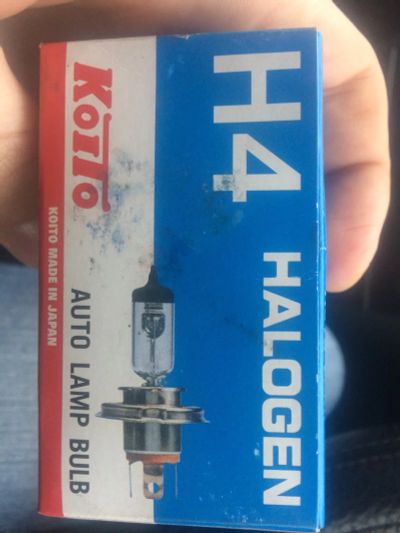 H4 HALOGEN
KOITO
AUTO LAMP BULB
KOITO MADE IN JAPAN